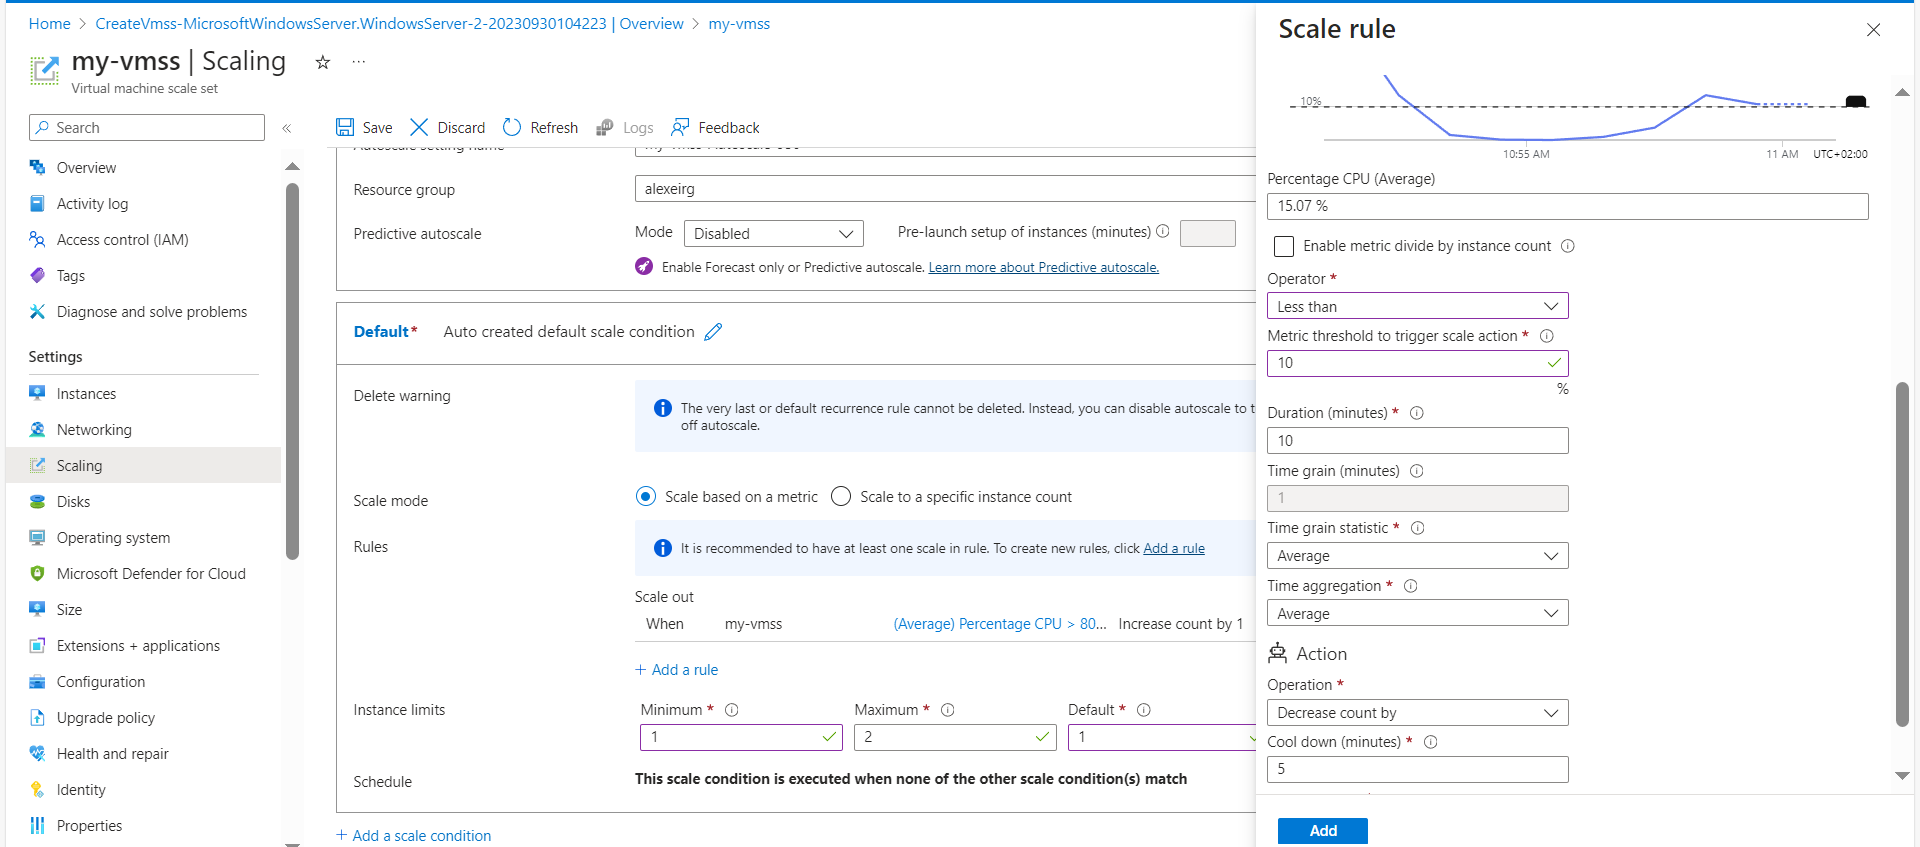 Home > CreateVmss-MicrosoftWindowsServer.WindowsServer-2-20230930104223 | Overview > my-vmss
my-vmss | Scaling
Virtual machine scale set
Search
Overview
Activity log
Access control (IAM)
Tags
Diagnose and solve problems
Settings
Instances
Networking
Scaling
Disks
Operating system
Microsoft Defender for Cloud
Size
Extensions + applications
Configuration
Upgrade policy
Health and repair
Identity
Properties
Save Discard Refresh Logs Feedback
Resource group alexeirg
Predictive autoscale Mode Disabled Pre-launch setup of instances (minutes)
Enable Forecast only or Predictive autoscale. Learn more about Predictive autoscale.
Default* Auto created default scale condition
Delete warning
The very last or default recurrence rule cannot be deleted. Instead, you can disable autoscale to t
off autoscale.
Scale mode Scale based on a metric Scale to a specific instance count
Rules It is recommended to have at least one scale in rule. To create new rules, click Add a rule
Scale out
When my-vmss (Average) Percentage CPU > 80... Increase count by 1
+ Add a rule
Instance limits Minimum * Maximum * Default *
1 2 1
Schedule This scale condition is executed when none of the other scale condition(s) match
+ Add a scale condition
Scale rule
10%
10:55 AM 11 AM UTC+02:00
Percentage CPU (Average)
15.07 %
Enable metric divide by instance count
Operator *
Less than
Metric threshold to trigger scale action *
10
%
Duration (minutes) *
10
Time grain (minutes)
1
Time grain statistic *
Average
Time aggregation *
Average
Action
Operation *
Decrease count by
Cool down (minutes) *
5
Add